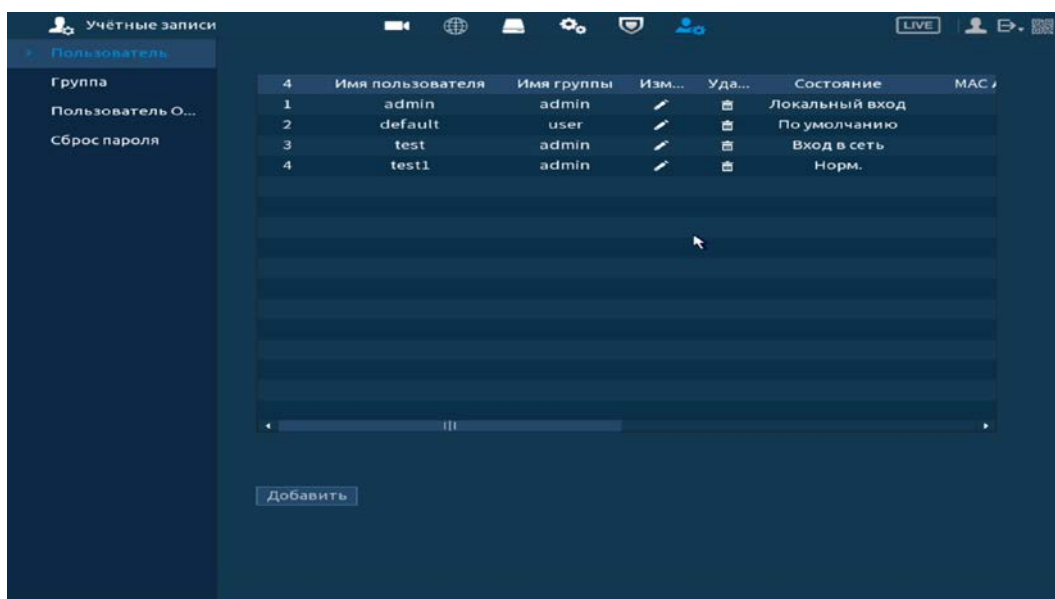 Учётные записи LIVE
Пользователь
Группа
Пользователь О...
Сброс пароля
4 Имя пользователя Имя группы Изм... Уда... Состояние MAC
1 admin admin Локальный вход
2 default user По умолчанию
3 test admin Вход в сеть
4 test1 admin Норм.
Добавить